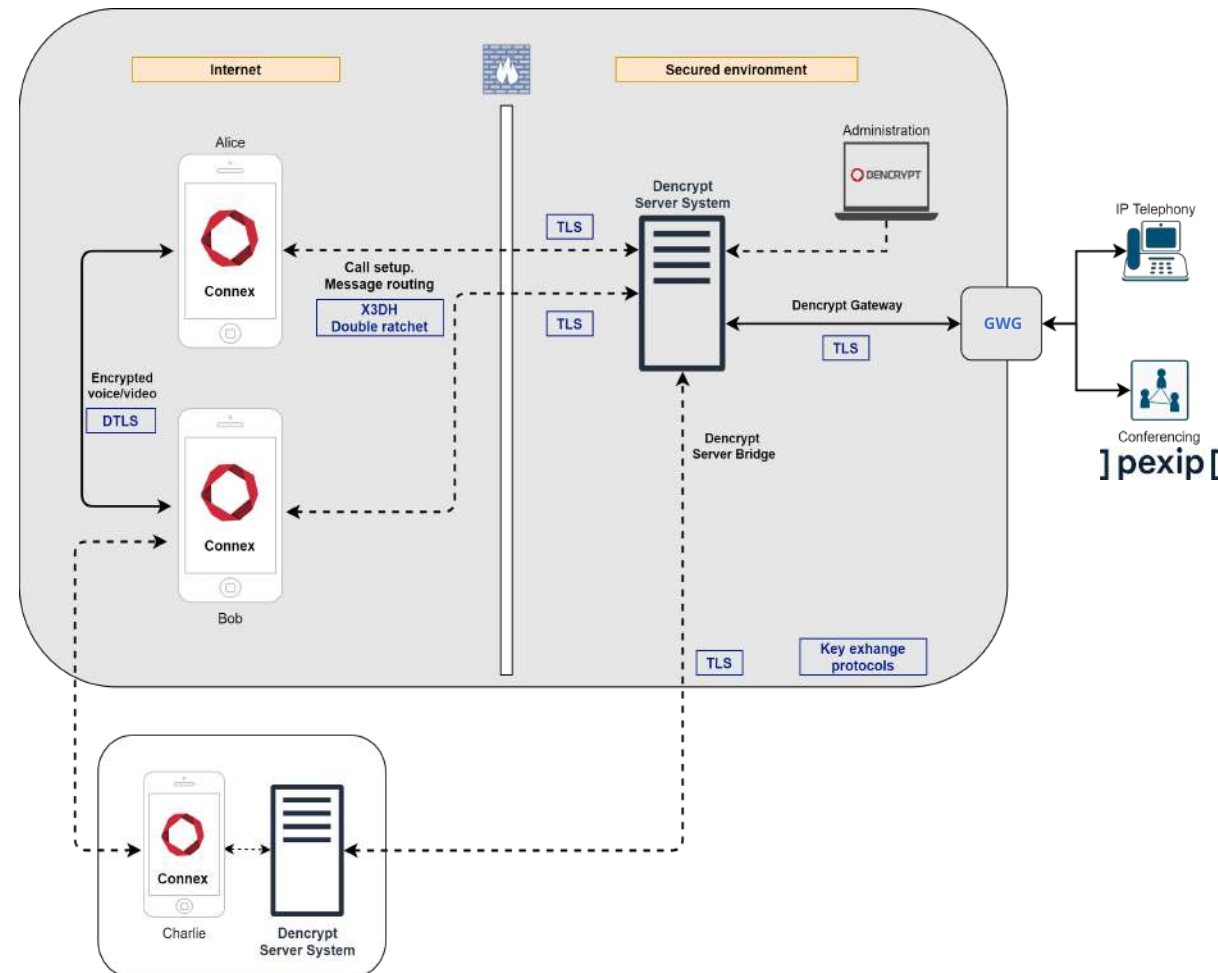 Internet
Secured environment
Alice
Administration
DENCRYPT
Dencrypt
Server System
IP Telephony
TLS
Connex
Call setup.
Message routing
X3DH
Double ratchet
TLS
Dencrypt Gateway
TLS
GWG
Encrypted
voice/video
DTLS
Dencrypt
Server Bridge
Conferencing
]pexip[
Connex
Bob
TLS
Key exhange
protocols
Connex
Charlie
Dencrypt
Server System